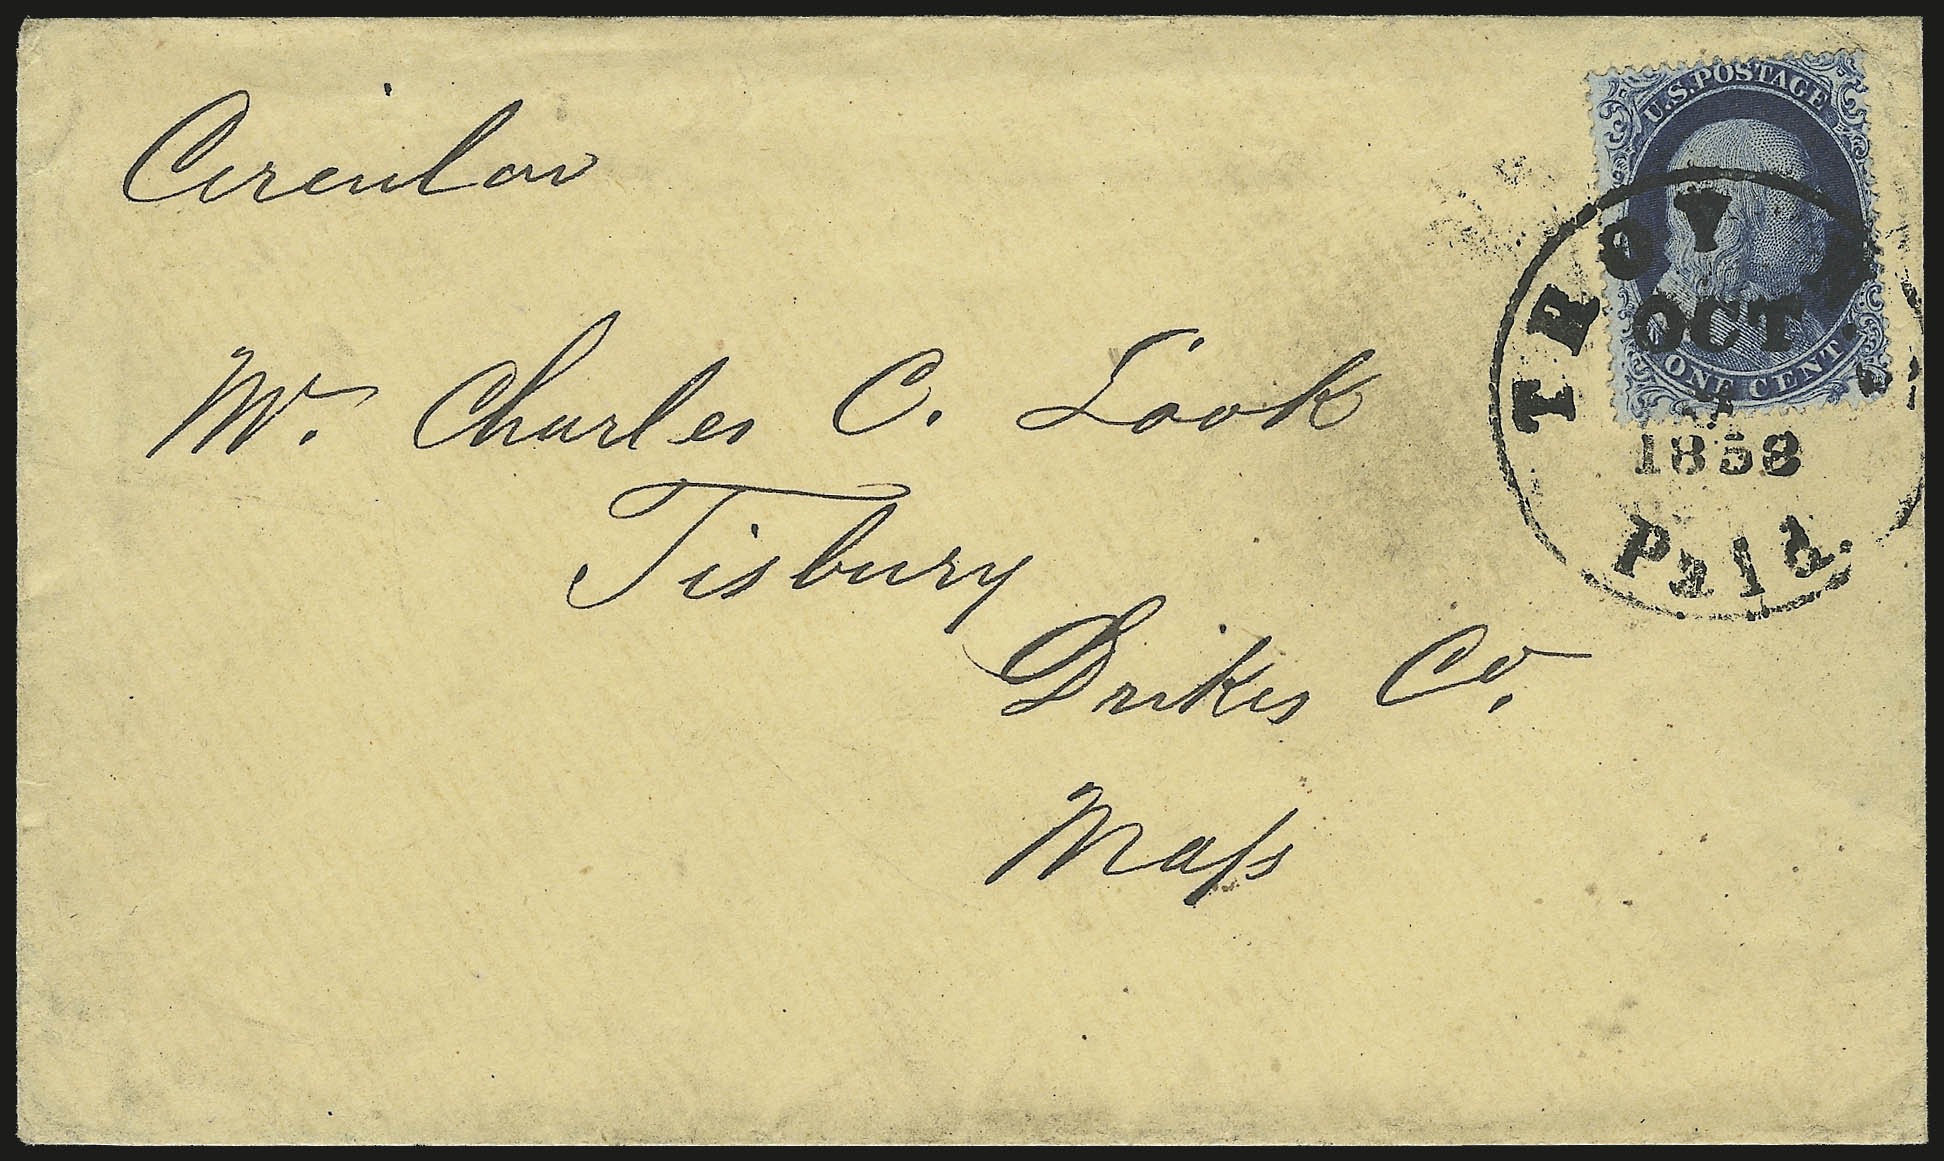 Circular
U.S. POSTAGE
TROY
OCT
ONE CENT.
1858
Paid.
Mr. Charles C. Look
Tisbury
Dukes Co.
Maſs